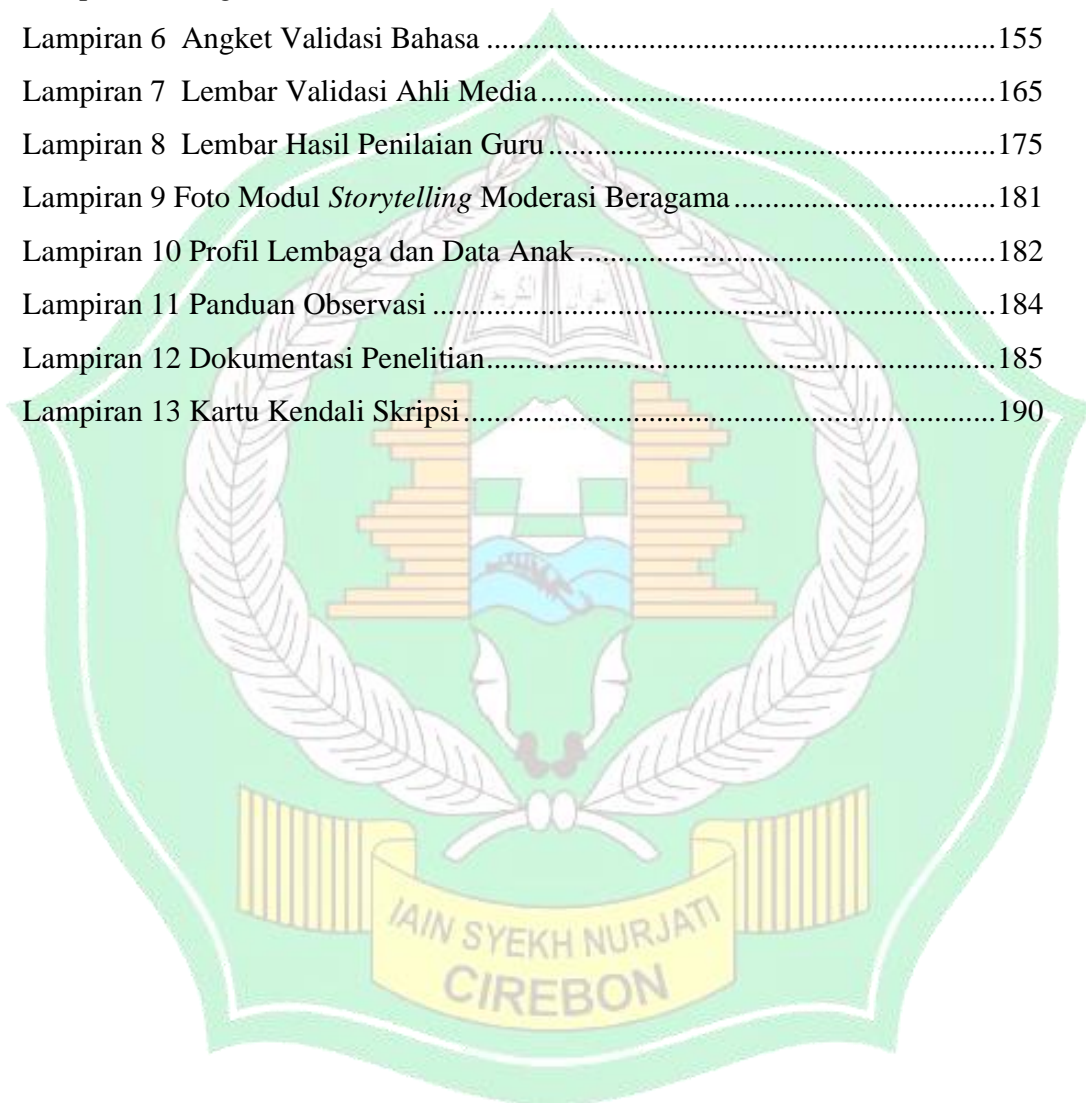 Lampiran 6  Angket Validasi Bahasa ................................................................155
Lampiran 7  Lembar Validasi Ahli Media.........................................................165
Lampiran 8  Lembar Hasil Penilaian Guru ........................................................175
Lampiran 9 Foto Modul Storytelling Moderasi Beragama .................................181
Lampiran 10 Profil Lembaga dan Data Anak ....................................................182
Lampiran 11 Panduan Observasi .......................................................................184
Lampiran 12 Dokumentasi Penelitian................................................................185
Lampiran 13 Kartu Kendali Skripsi...................................................................190
IAIN SYEKH NURJATI
CIREBON